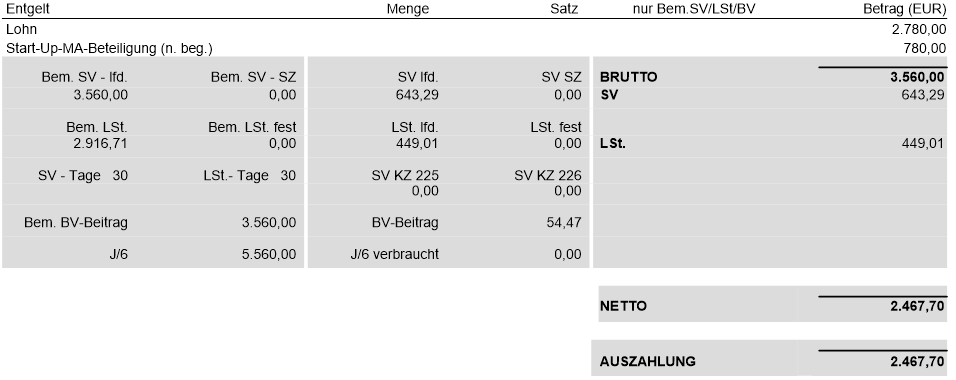 Entgelt Menge Satz nur Bem.SV/LSt/BV Betrag (EUR)
Lohn 2.780,00
Start-Up-MA-Beteiligung (n. beg.) 780,00
Bem. SV - lfd. Bem. SV - SZ SV lfd. SV SZ BRUTTO 3.560,00
3.560,00 0,00 643,29 0,00 SV 643,29
Bem. LSt. Bem. LSt. fest LSt. lfd. LSt. fest
2.916,71 0,00 449,01 0,00 LSt. 449,01
SV - Tage 30 LSt.- Tage 30 SV KZ 225 SV KZ 226
0,00 0,00
Bem. BV-Beitrag 3.560,00 BV-Beitrag 54,47
J/6 5.560,00 J/6 verbraucht 0,00
NETTO 2.467,70
AUSZAHLUNG 2.467,70